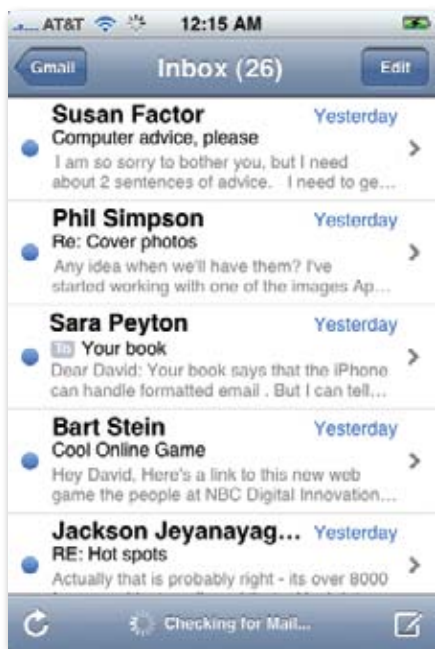 AT&T 12:15 AM
Gmail Inbox (26) Edit
Susan Factor Yesterday
Computer advice, please
I am so sorry to bother you, but I need
about 2 sentences of advice. I need to ge...
Phil Simpson Yesterday
Re: Cover photos
Any idea when we'll have them? I've
started working with one of the images Ap...
Sara Peyton Yesterday
To Your book
Dear David: Your book says that the iPhone
can handle formatted email . But I can tell...
Bart Stein Yesterday
Cool Online Game
Hey David, Here's a link to this new web
game the people at NBC Digital Innovation...
Jackson Jeyanayag... Yesterday
RE: Hot spots
Actually that is probably right - its over 8000
Checking for Mail...